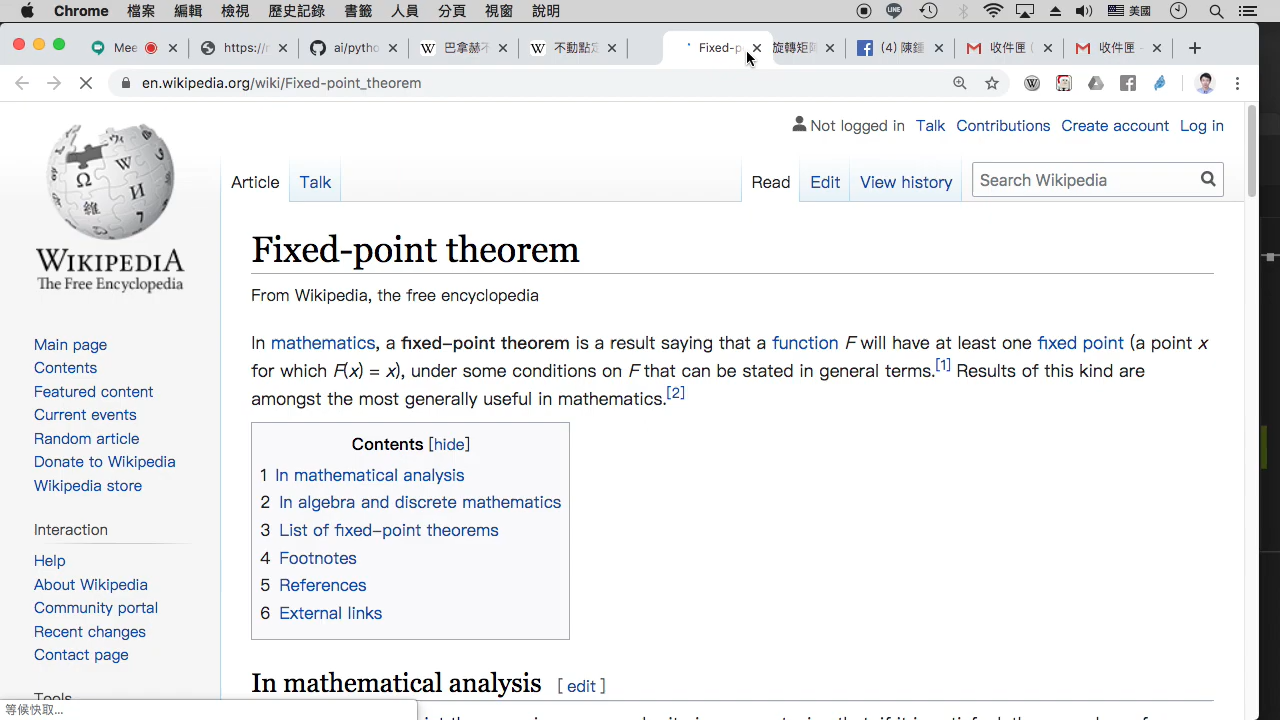 Chrome 檔案 編輯 檢視 歷史記錄 書籤 人員 分頁 視窗 說明 美國
Mee https://r ai/pytho 巴拿赫不 不動點定 Fixed-p 旋轉矩陣 (4) 陳鍾 收件匣 ( 收件匣 -
en.wikipedia.org/wiki/Fixed-point_theorem
Not logged in Talk Contributions Create account Log in
Article Talk Read Edit View history Search Wikipedia
WIKIPEDIA
The Free Encyclopedia
Fixed-point theorem
From Wikipedia, the free encyclopedia
In mathematics, a fixed-point theorem is a result saying that a function F will have at least one fixed point (a point x
for which F(x) = x), under some conditions on F that can be stated in general terms.[1] Results of this kind are
amongst the most generally useful in mathematics.[2]
Contents [hide]
1 In mathematical analysis
2 In algebra and discrete mathematics
3 List of fixed-point theorems
4 Footnotes
5 References
6 External links
In mathematical analysis [ edit ]
Main page
Contents
Featured content
Current events
Random article
Donate to Wikipedia
Wikipedia store
Interaction
Help
About Wikipedia
Community portal
Recent changes
Contact page
Tools
等候快取...